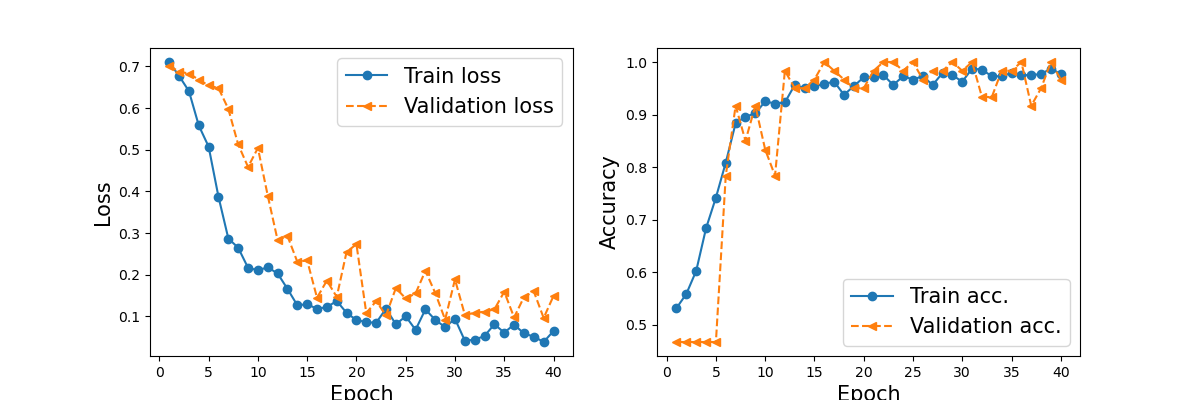 0.7
0.6
0.5
0.4
0.3
0.2
0.1
Loss
0 5 10 15 20 25 30 35 40
Epoch
Train loss
Validation loss
1.0
0.9
0.8
0.7
0.6
0.5
Accuracy
0 5 10 15 20 25 30 35 40
Epoch
Train acc.
Validation acc.